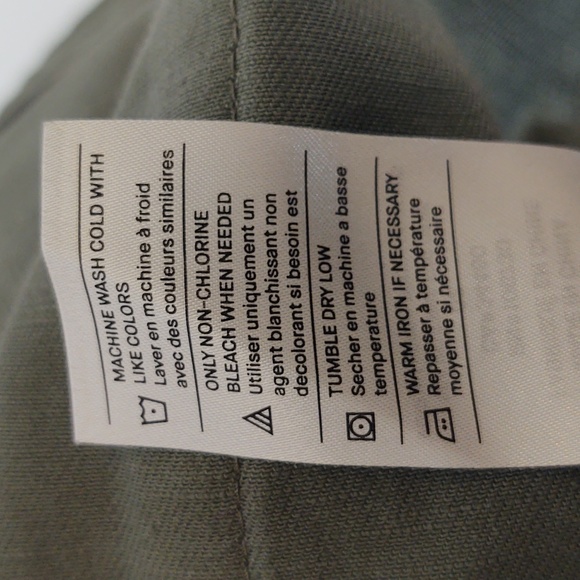 MACHINE WASH COLD WITH
LIKE COLORS
Laver en machine à froid
avec des couleurs similaires
ONLY NON-CHLORINE
BLEACH WHEN NEEDED
Utiliser uniquement un
agent blanchissant non
decolorant si besoin est
TUMBLE DRY LOW
Secher en machine a basse
temperature
WARM IRON IF NECESSARY
Repasser à température
moyenne si nécessaire